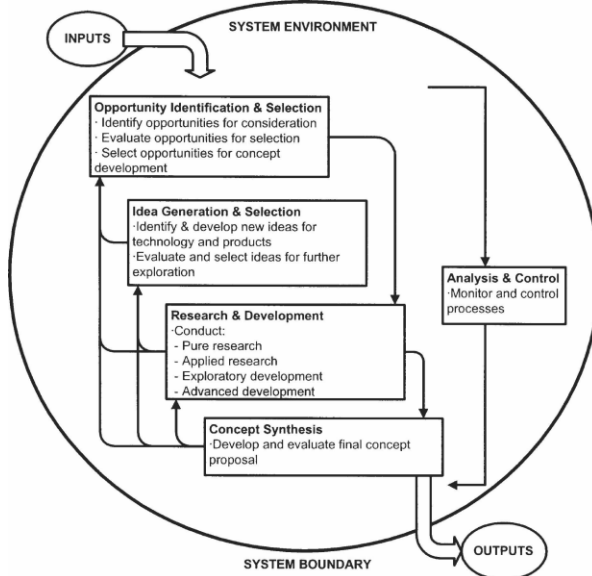 SYSTEM ENVIRONMENT
INPUTS
Opportunity Identification & Selection
· Identify opportunities for consideration
· Evaluate opportunities for selection
· Select opportunities for concept
development
Idea Generation & Selection
·Identify & develop new ideas for
technology and products
·Evaluate and select ideas for further
exploration
Analysis & Control
·Monitor and control
processes
Research & Development
·Conduct:
- Pure research
- Applied research
- Exploratory development
- Advanced development
Concept Synthesis
·Develop and evaluate final concept
proposal
OUTPUTS
SYSTEM BOUNDARY